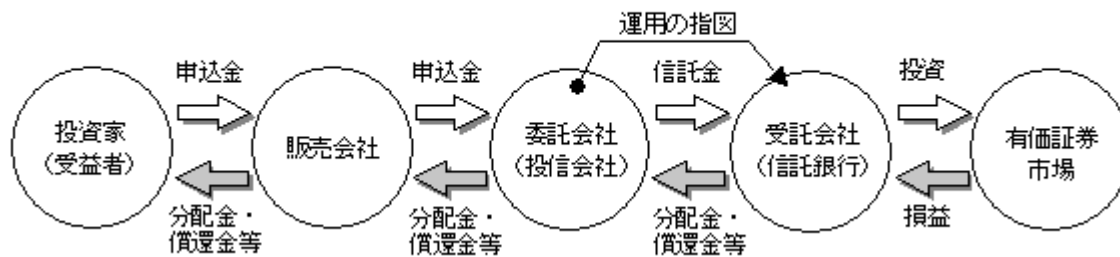 運用の指図
申込金
申込金
信託金
投資
投資家
（受益者）
販売会社
委託会社
（投信会社）
受託会社
（信託銀行）
有価証券
市場
分配金・
償還金等
分配金・
償還金等
分配金・
償還金等
損益